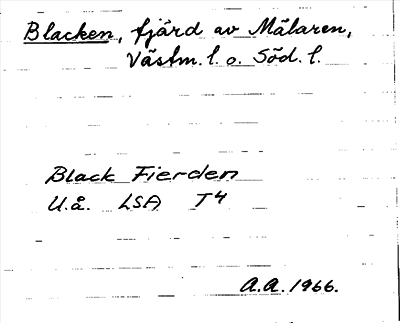 Blacken, fjärd av Mälaren,
Västm. l. o. Söd. l.
Black Fierden
U.å. LSA T4
A.A. 1966.